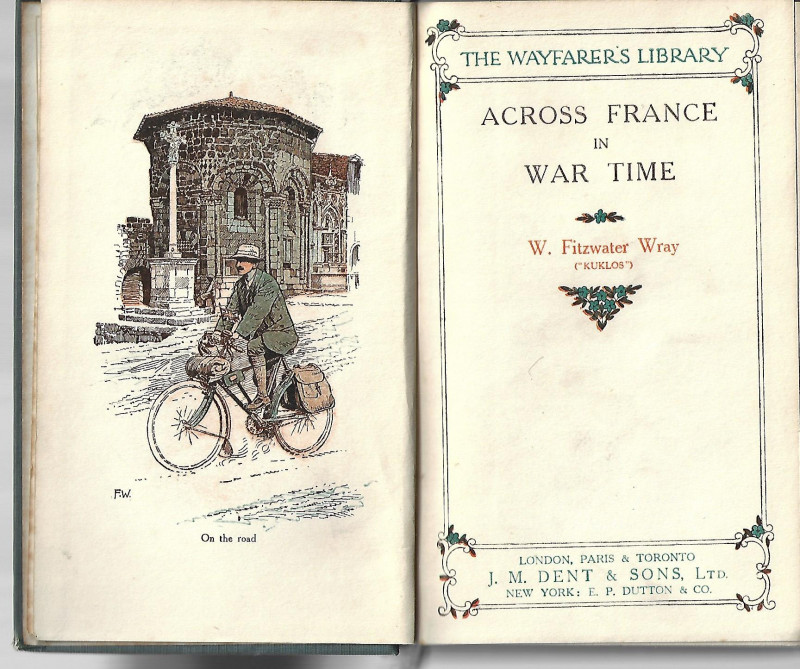 F.W.
On the road
THE WAYFARER'S LIBRARY
ACROSS FRANCE
IN
WAR TIME
W. Fitzwater Wray
("KUKLOS")
LONDON, PARIS & TORONTO
J. M. DENT & SONS, LTD.
NEW YORK: E. P. DUTTON & CO.